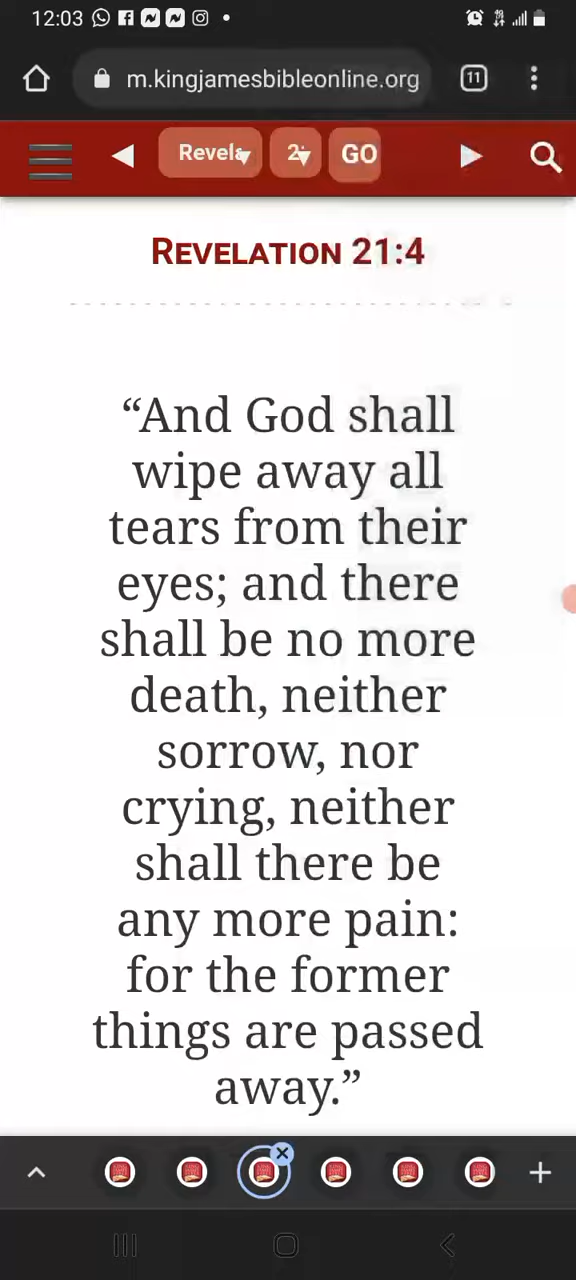 12:03
m.kingjamesbibleonline.org
11
Revela
GO
REVELATION 21:4
“And God shall
wipe away all
tears from their
eyes; and there
shall be no more
death, neither
sorrow, nor
crying, neither
shall there be
any more pain:
for the former
things are passed
away.”